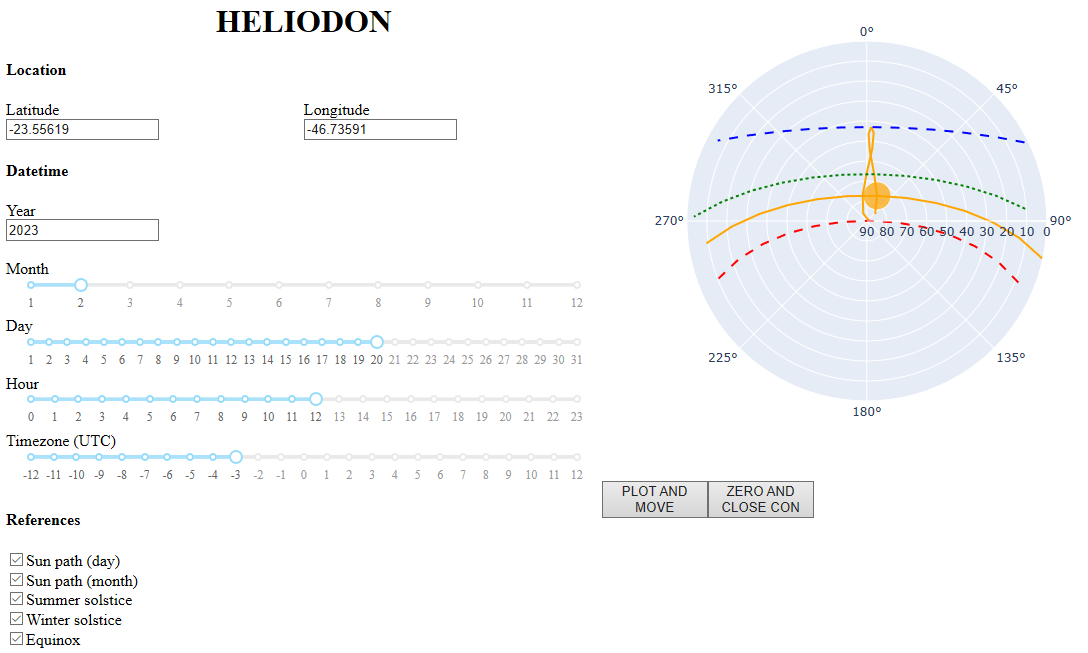 HELIODON
Location
Latitude Longitude
-23.55619 -46.73591
Datetime
Year
2023
Month
1 2 3 4 5 6 7 8 9 10 11 12
Day
1 2 3 4 5 6 7 8 9 10 11 12 13 14 15 16 17 18 19 20 21 22 23 24 25 26 27 28 29 30 31
Hour
0 1 2 3 4 5 6 7 8 9 10 11 12 13 14 15 16 17 18 19 20 21 22 23
Timezone (UTC)
-12 -11 -10 -9 -8 -7 -6 -5 -4 -3 -2 -1 0 1 2 3 4 5 6 7 8 9 10 11 12
References
Sun path (day)
Sun path (month)
Summer solstice
Winter solstice
Equinox
0°
315° 45°
270° 90°
90 80 70 60 50 40 30 20 10 0
225° 135°
180°
PLOT AND
MOVE
ZERO AND
CLOSE CON